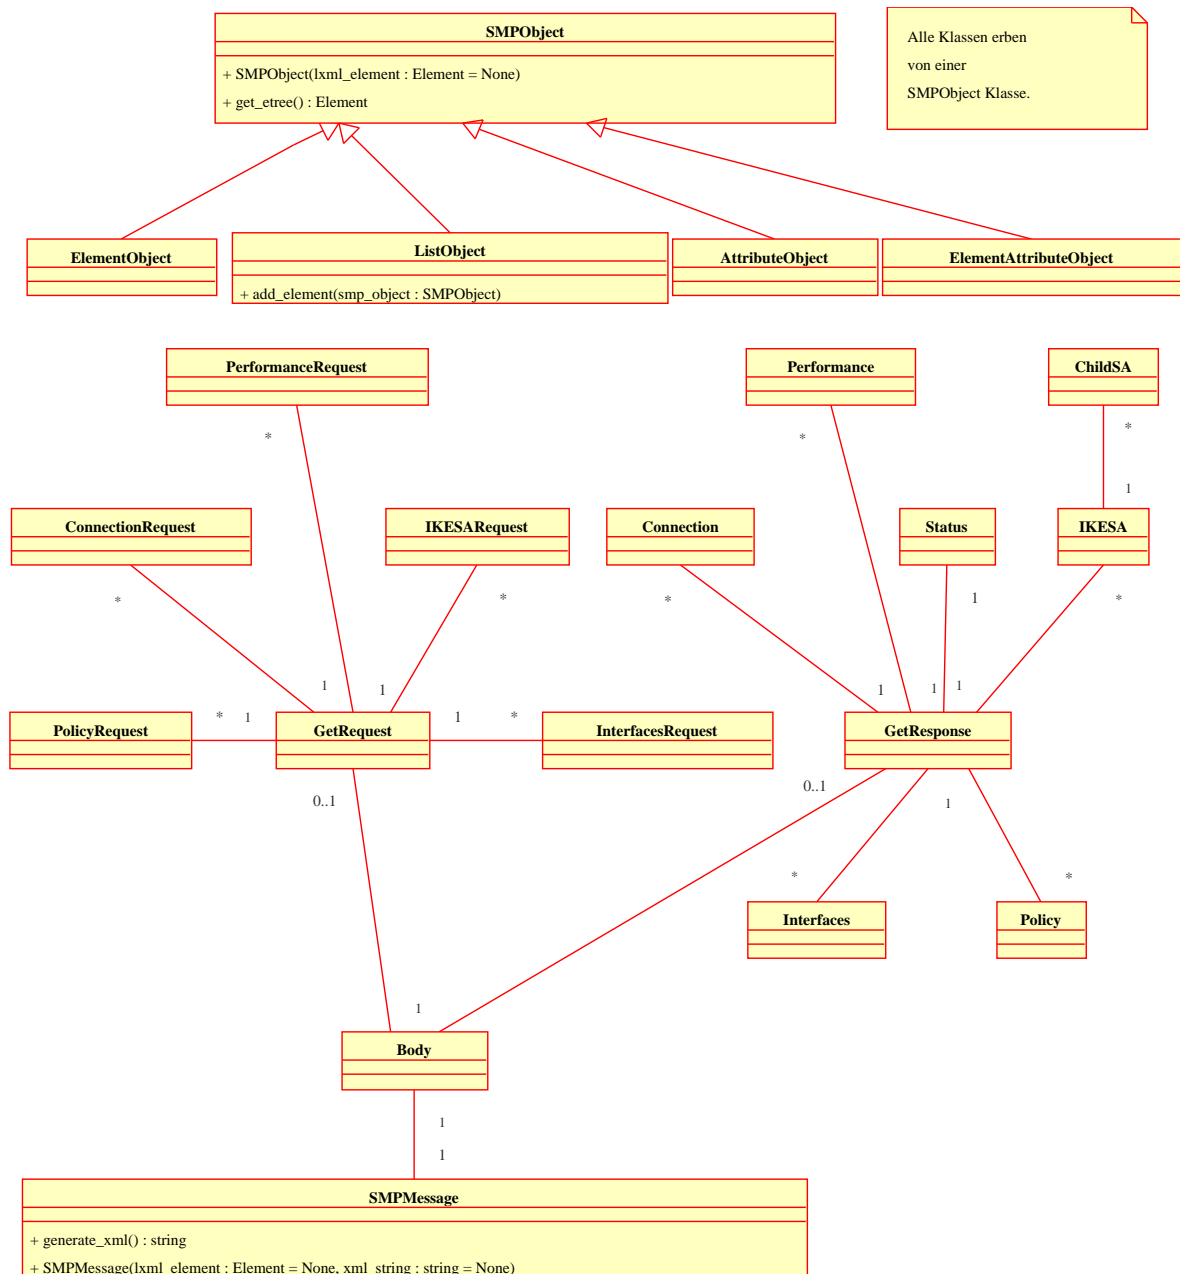 SMPObject
+ SMPObject(lxml_element : Element = None)
+ get_etree() : Element
Alle Klassen erben
von einer
SMPObject Klasse.
ElementObject
ListObject
+ add_element(smp_object : SMPObject)
AttributeObject
ElementAttributeObject
PerformanceRequest
Performance
ChildSA
*
*
*
1
ConnectionRequest
IKESARequest
Connection
Status
IKESA
*
*
*
1
*
1
1
1
1
1
PolicyRequest
*
1
GetRequest
1
*
InterfacesRequest
GetResponse
0..1
0..1
1
*
*
Interfaces
Policy
1
Body
1
1
SMPMessage
+ generate_xml() : string
+ SMPMessage(lxml_element : Element = None, xml_string : string = None)